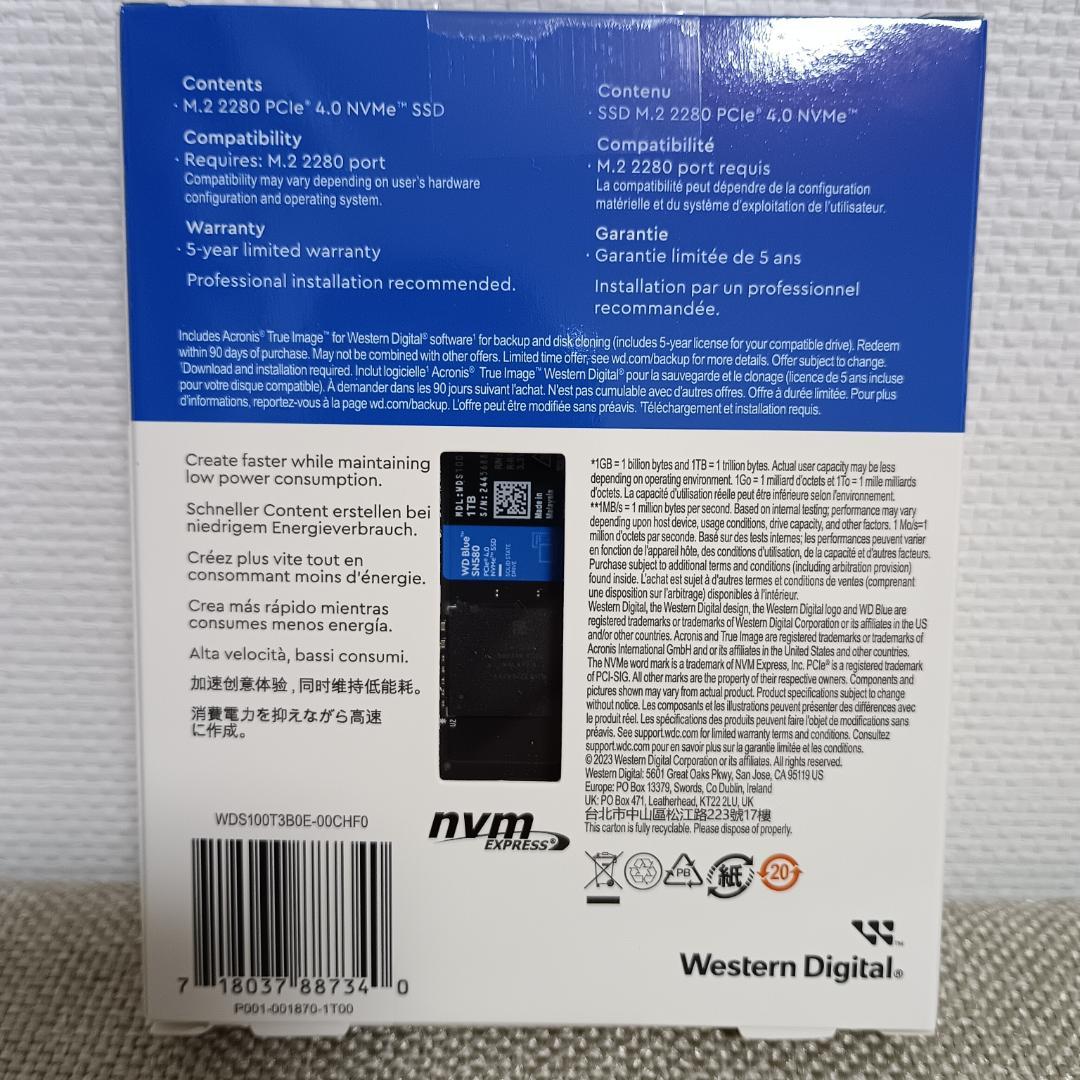 Contents
· M.2 2280 PCIe® 4.0 NVMe™ SSD
Compatibility
· Requires: M.2 2280 port
Compatibility may vary depending on user's hardware
configuration and operating system.
Warranty
· 5-year limited warranty
Professional installation recommended.
Contenu
· SSD M.2 2280 PCIe® 4.0 NVMe™
Compatibilité
· M.2 2280 port requis
La compatibilité peut dépendre de la configuration
matérielle et du système d'exploitation de l'utilisateur.
Garantie
· Garantie limitée de 5 ans
Installation par un professionnel
recommandée.
Includes Acronis® True Image™ for Western Digital® software¹ for backup and disk cloning (includes 5-year license for your compatible drive). Redeem
within 90 days of purchase. May not be combined with other offers. Limited time offer, see wd.com/backup for more details. Offer subject to change.
¹Download and installation required. Inclut logicielle¹ Acronis® True Image™ Western Digital® pour la sauvegarde et le clonage (licence de 5 ans incluse
pour votre disque compatible). À demander dans les 90 jours suivant l'achat. N'est pas cumulable avec d'autres offres. Offre à durée limitée. Pour plus
d'informations, reportez-vous à la page wd.com/backup. L'offre peut être modifiée sans préavis. ¹Téléchargement et installation requis.
Create faster while maintaining
low power consumption.
Schneller Content erstellen bei
niedrigem Energieverbrauch.
Créez plus vite tout en
consommant moins d'énergie.
Crea más rápido mientras
consumes menos energía.
Alta velocità, bassi consumi.
加速创意体验，同时维持低能耗。
消費電力を抑えながら高速
に作成。
MDL: WDS100
1TB
S/N: 244568
Made in
Malaysia
WD Blue™
SN580
PCIe® 4.0
NVMe™ SSD
SOLID STATE
DRIVE
U2
*1GB = 1 billion bytes and 1TB = 1 trillion bytes. Actual user capacity may be less
depending on operating environment. 1Go = 1 milliard d'octets et 1To = 1 mille milliards
d'octets. La capacité d'utilisation réelle peut être inférieure selon l'environnement.
**1MB/s = 1 million bytes per second. Based on internal testing; performance may vary
depending upon host device, usage conditions, drive capacity, and other factors. 1 Mo/s=1
million d'octets par seconde. Basé sur des tests internes; les performances peuvent varier
en fonction de l'appareil hôte, des conditions d'utilisation, de la capacité et d'autres facteurs.
Purchase subject to additional terms and conditions (including arbitration provision)
found inside. L'achat est sujet à d'autres termes et conditions de ventes (comprenant
une disposition sur l'arbitrage) disponibles à l'intérieur.
Western Digital, the Western Digital design, the Western Digital logo and WD Blue are
registered trademarks or trademarks of Western Digital Corporation or its affiliates in the US
and/or other countries. Acronis and True Image are registered trademarks or trademarks of
Acronis International GmbH and or its affiliates in the United States and other countries.
The NVMe word mark is a trademark of NVM Express, Inc. PCIe® is a registered trademark
of PCI-SIG. All other marks are the property of their respective owners. Components and
pictures shown may vary from actual product. Product specifications subject to change
without notice. Les composants et les illustrations peuvent présenter des différences avec
le produit réel. Les spécifications des produits peuvent faire l'objet de modifications sans
préavis. See support.wdc.com for limited warranty terms and conditions. Consultez
support.wdc.com pour en savoir plus sur la garantie limitée et les conditions.
© 2023 Western Digital Corporation or its affiliates. All rights reserved.
Western Digital: 5601 Great Oaks Pkwy, San Jose, CA 95119 US
Europe: PO Box 13379, Swords, Co Dublin, Ireland
UK: PO Box 471, Leatherhead, KT22 2LU, UK
台北市中山區松江路223號17樓
This carton is fully recyclable. Please dispose of properly.
WDS100T3B0E-00CHF0
nvm
EXPRESS®
PB
紙
20
7 18037 88734 0
P001-001870-1T00
Western Digital®